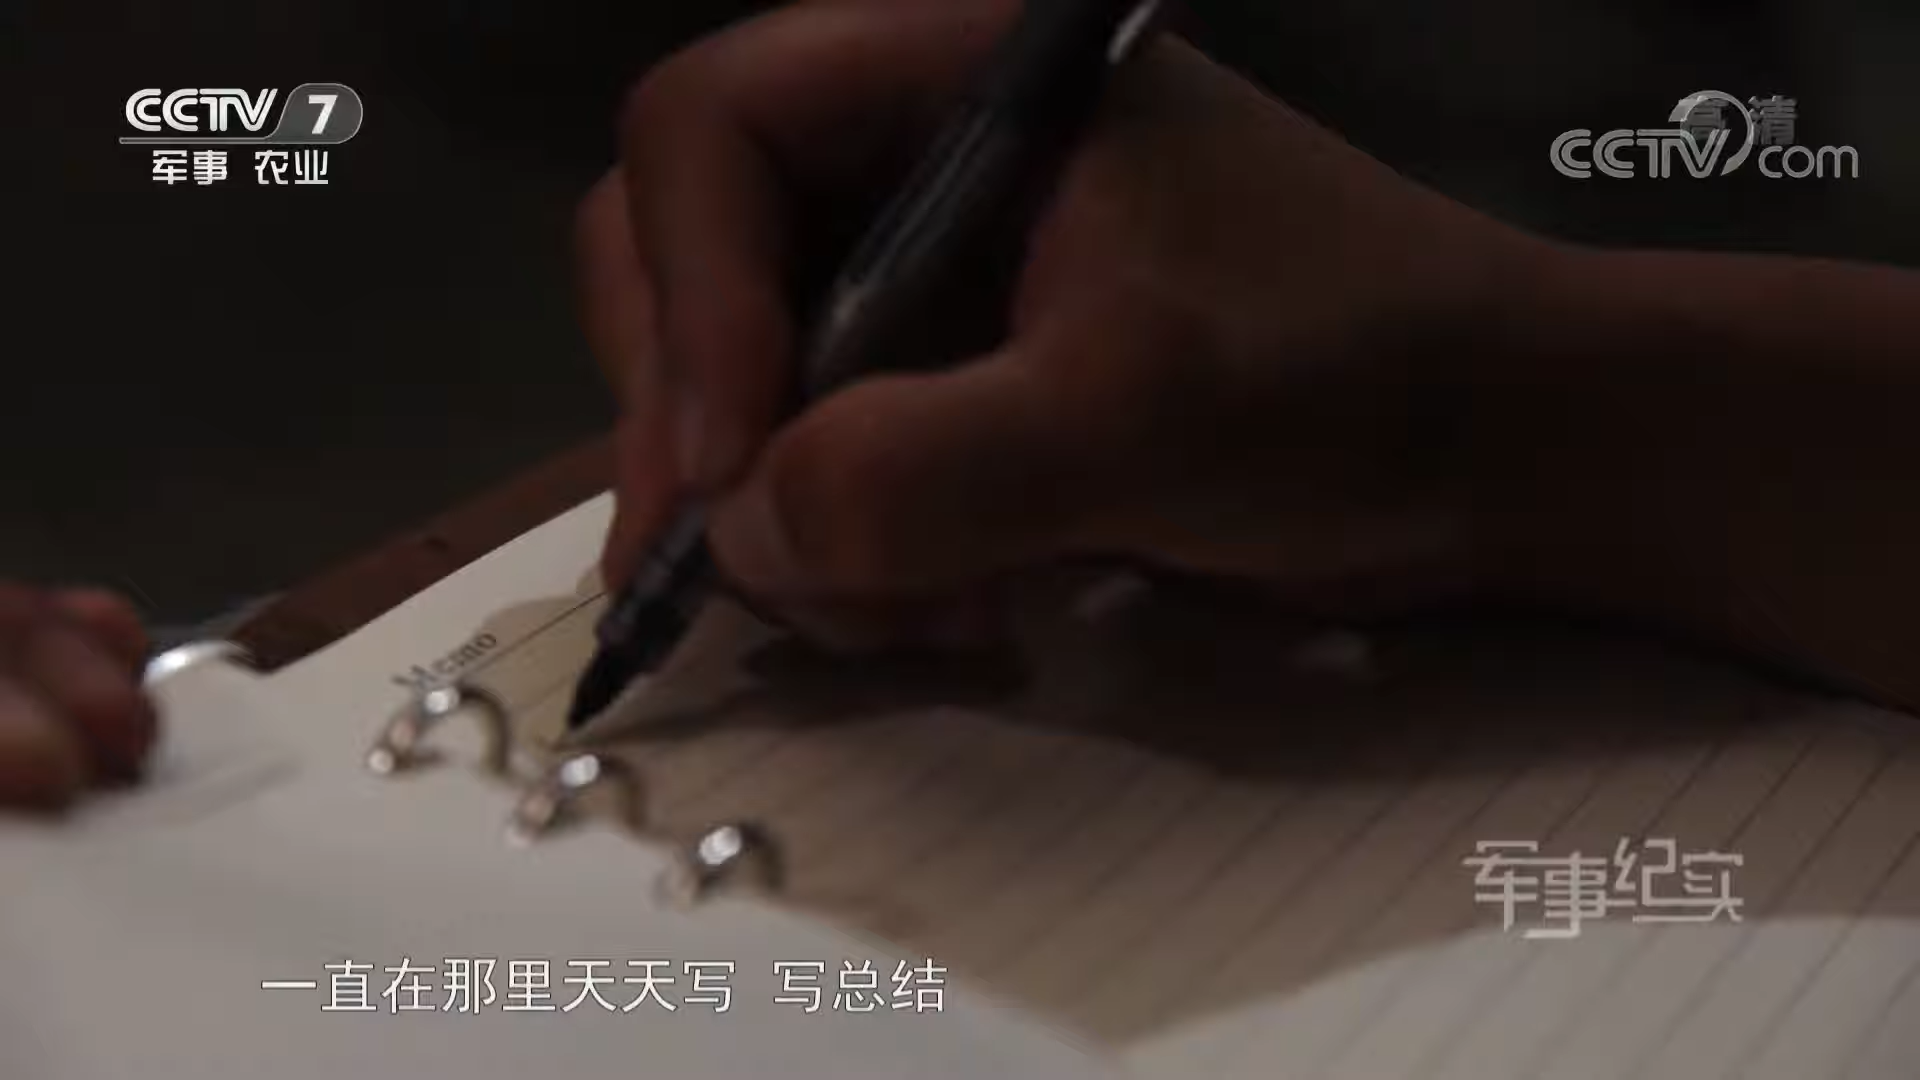 CCTV 7
军事 农业
高清
CCTV.com
Memo
军事纪实
一直在那里天天写 写总结